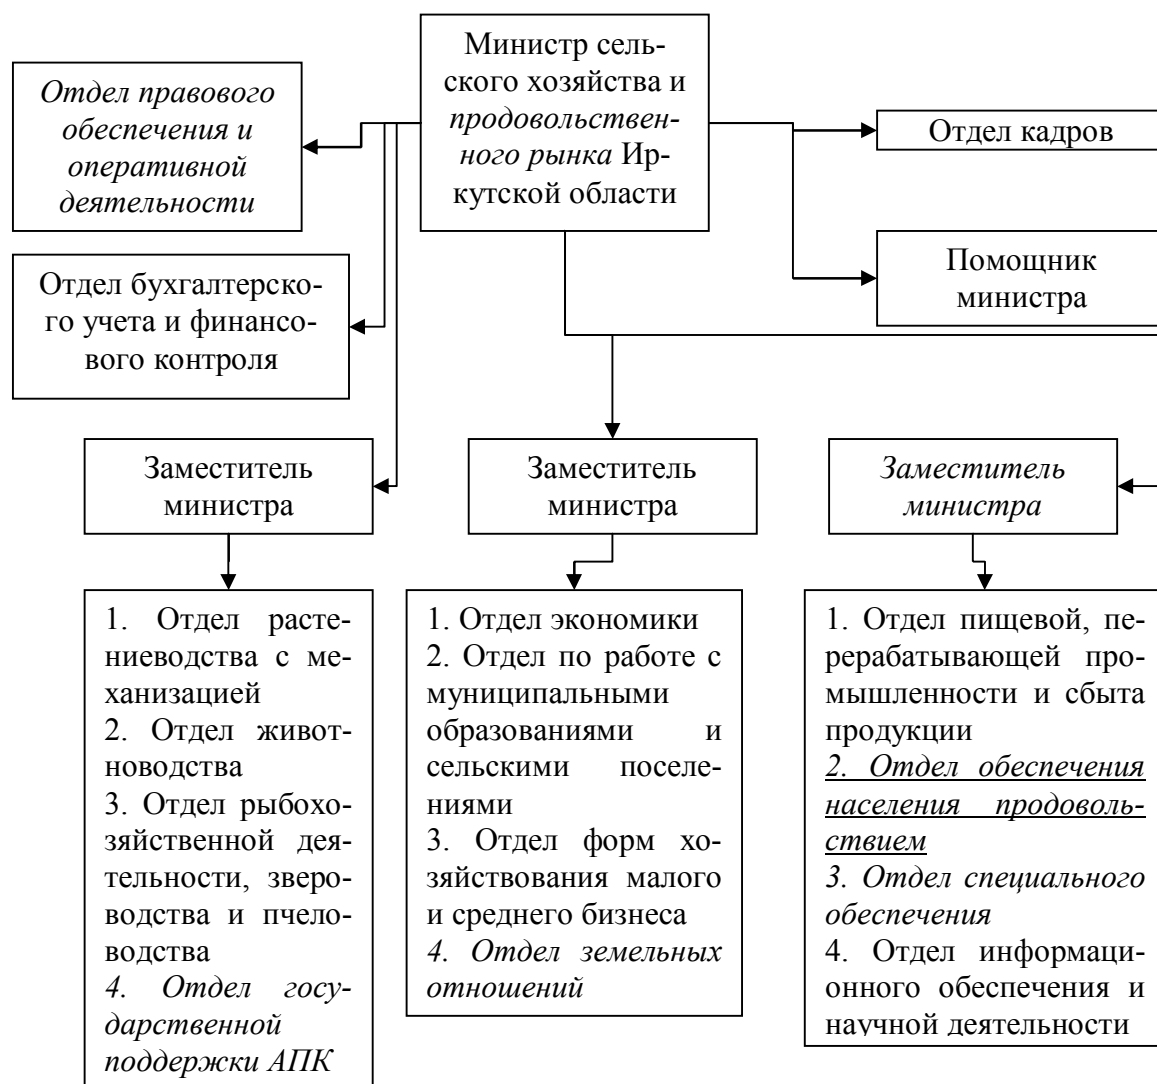 Министр сель-
ского хозяйства и
продовольствен-
ного рынка Ир-
кутской области
Отдел правового
обеспечения и
оперативной
деятельности
Отдел кадров
Помощник
министра
Отдел бухгалтерско-
го учета и финансо-
вого контроля
Заместитель
министра
Заместитель
министра
Заместитель
министра
1. Отдел расте-
ниеводства с ме-
ханизацией
2. Отдел живот-
новодства
3. Отдел рыбохо-
зяйственной дея-
тельности, зверо-
водства и пчело-
водства
4. Отдел госу-
дарственной
поддержки АПК
1. Отдел экономики
2. Отдел по работе с
муниципальными
образованиями и
сельскими поселе-
ниями
3. Отдел форм хо-
зяйствования малого
и среднего бизнеса
4. Отдел земельных
отношений
1. Отдел пищевой, пе-
рерабатывающей про-
мышленности и сбыта
продукции
2. Отдел обеспечения
населения продоволь-
ствием
3. Отдел специального
обеспечения
4. Отдел информаци-
онного обеспечения и
научной деятельности